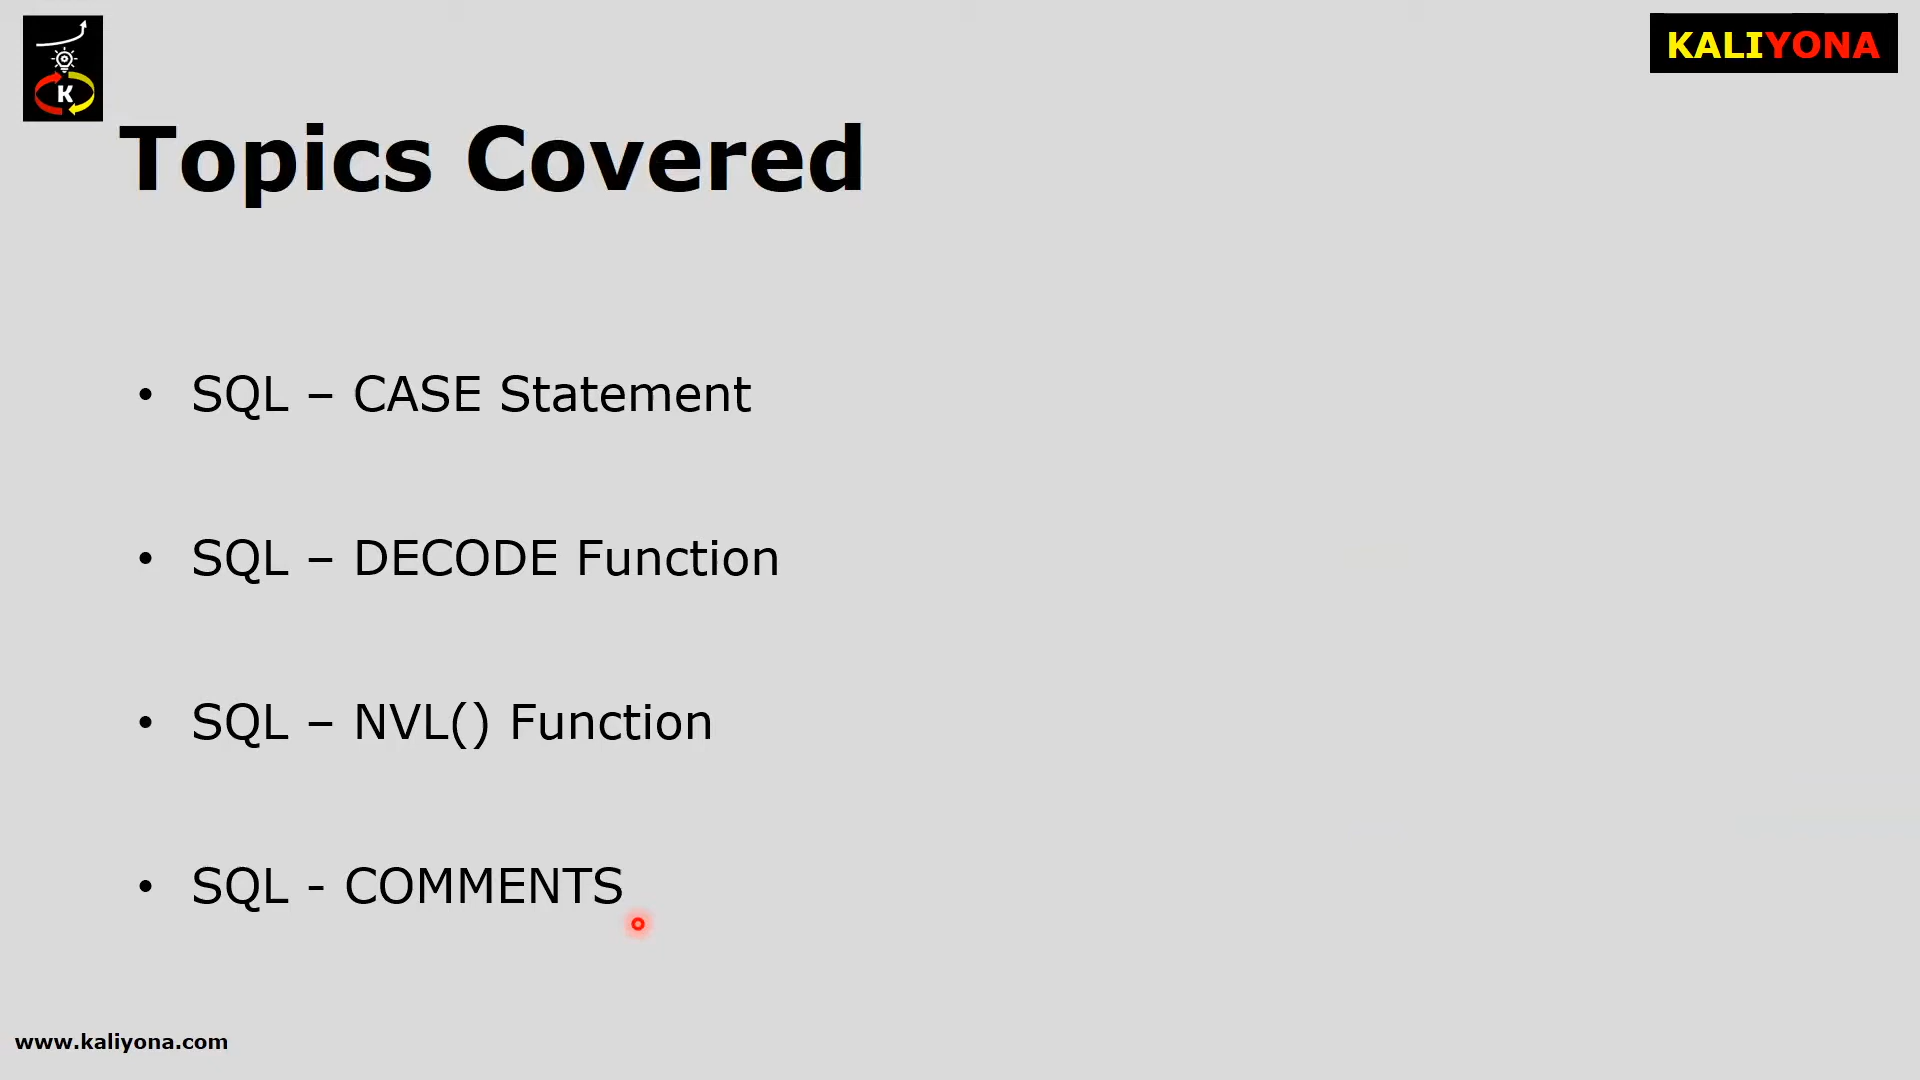 K
KALIYONA
Topics Covered
• SQL – CASE Statement
• SQL – DECODE Function
• SQL – NVL() Function
• SQL - COMMENTS
www.kaliyona.com